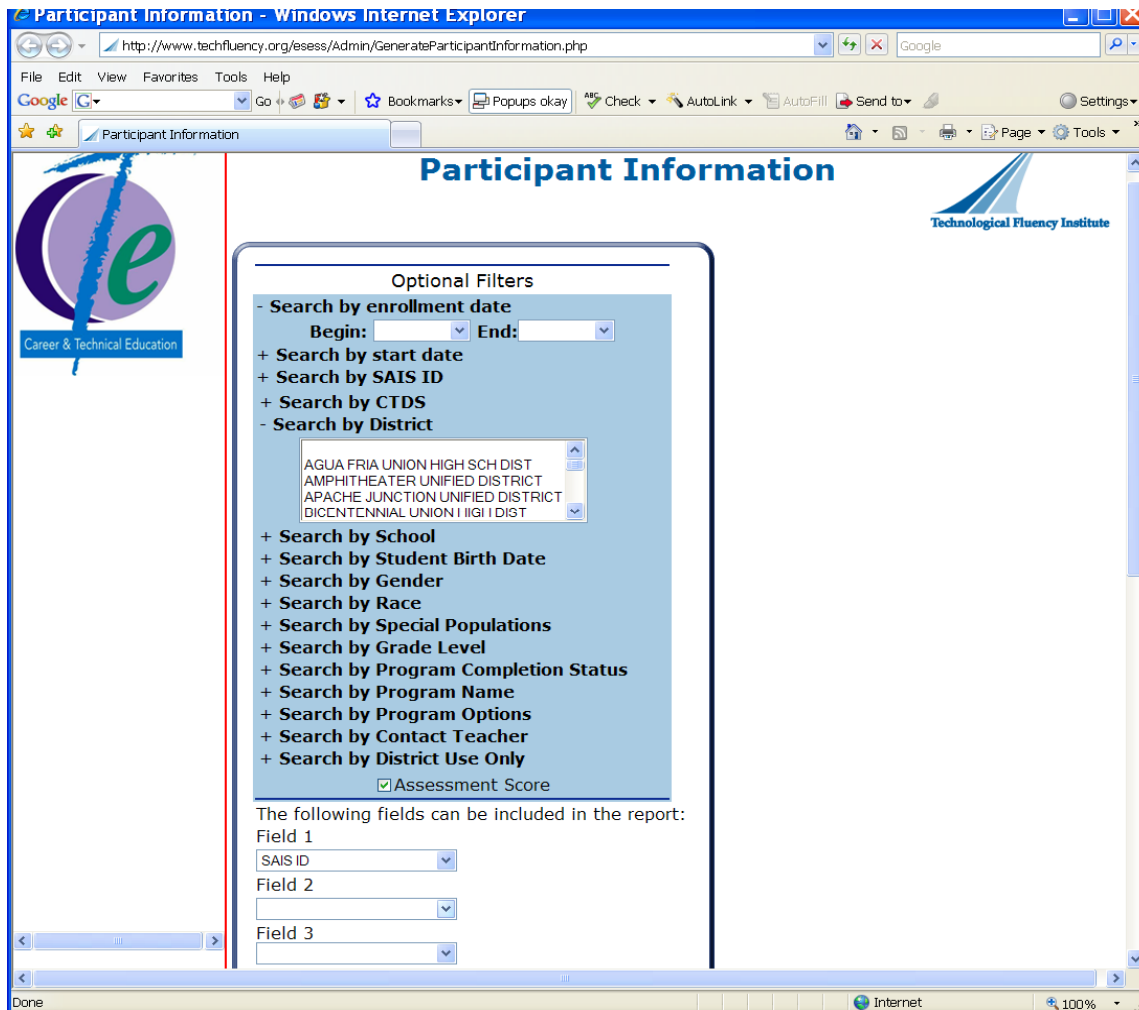 Participant Information - Windows Internet Explorer
http://www.techfluency.org/esess/Admin/GenerateParticipantInformation.php
Google
File Edit View Favorites Tools Help
Google G Go Bookmarks Popups okay ABC Check AutoLink AutoFill Send to Settings
Participant Information Page Tools »
Participant Information
Technological Fluency Institute
Career & Technical Education
Optional Filters
- Search by enrollment date
Begin: End:
+ Search by start date
+ Search by SAIS ID
+ Search by CTDS
- Search by District
AGUA FRIA UNION HIGH SCH DIST
AMPHITHEATER UNIFIED DISTRICT
APACHE JUNCTION UNIFIED DISTRICT
BICENTENNIAL UNION HIGH DIST
+ Search by School
+ Search by Student Birth Date
+ Search by Gender
+ Search by Race
+ Search by Special Populations
+ Search by Grade Level
+ Search by Program Completion Status
+ Search by Program Name
+ Search by Program Options
+ Search by Contact Teacher
+ Search by District Use Only
Assessment Score
The following fields can be included in the report:
Field 1
SAIS ID
Field 2
Field 3
Done Internet 100%